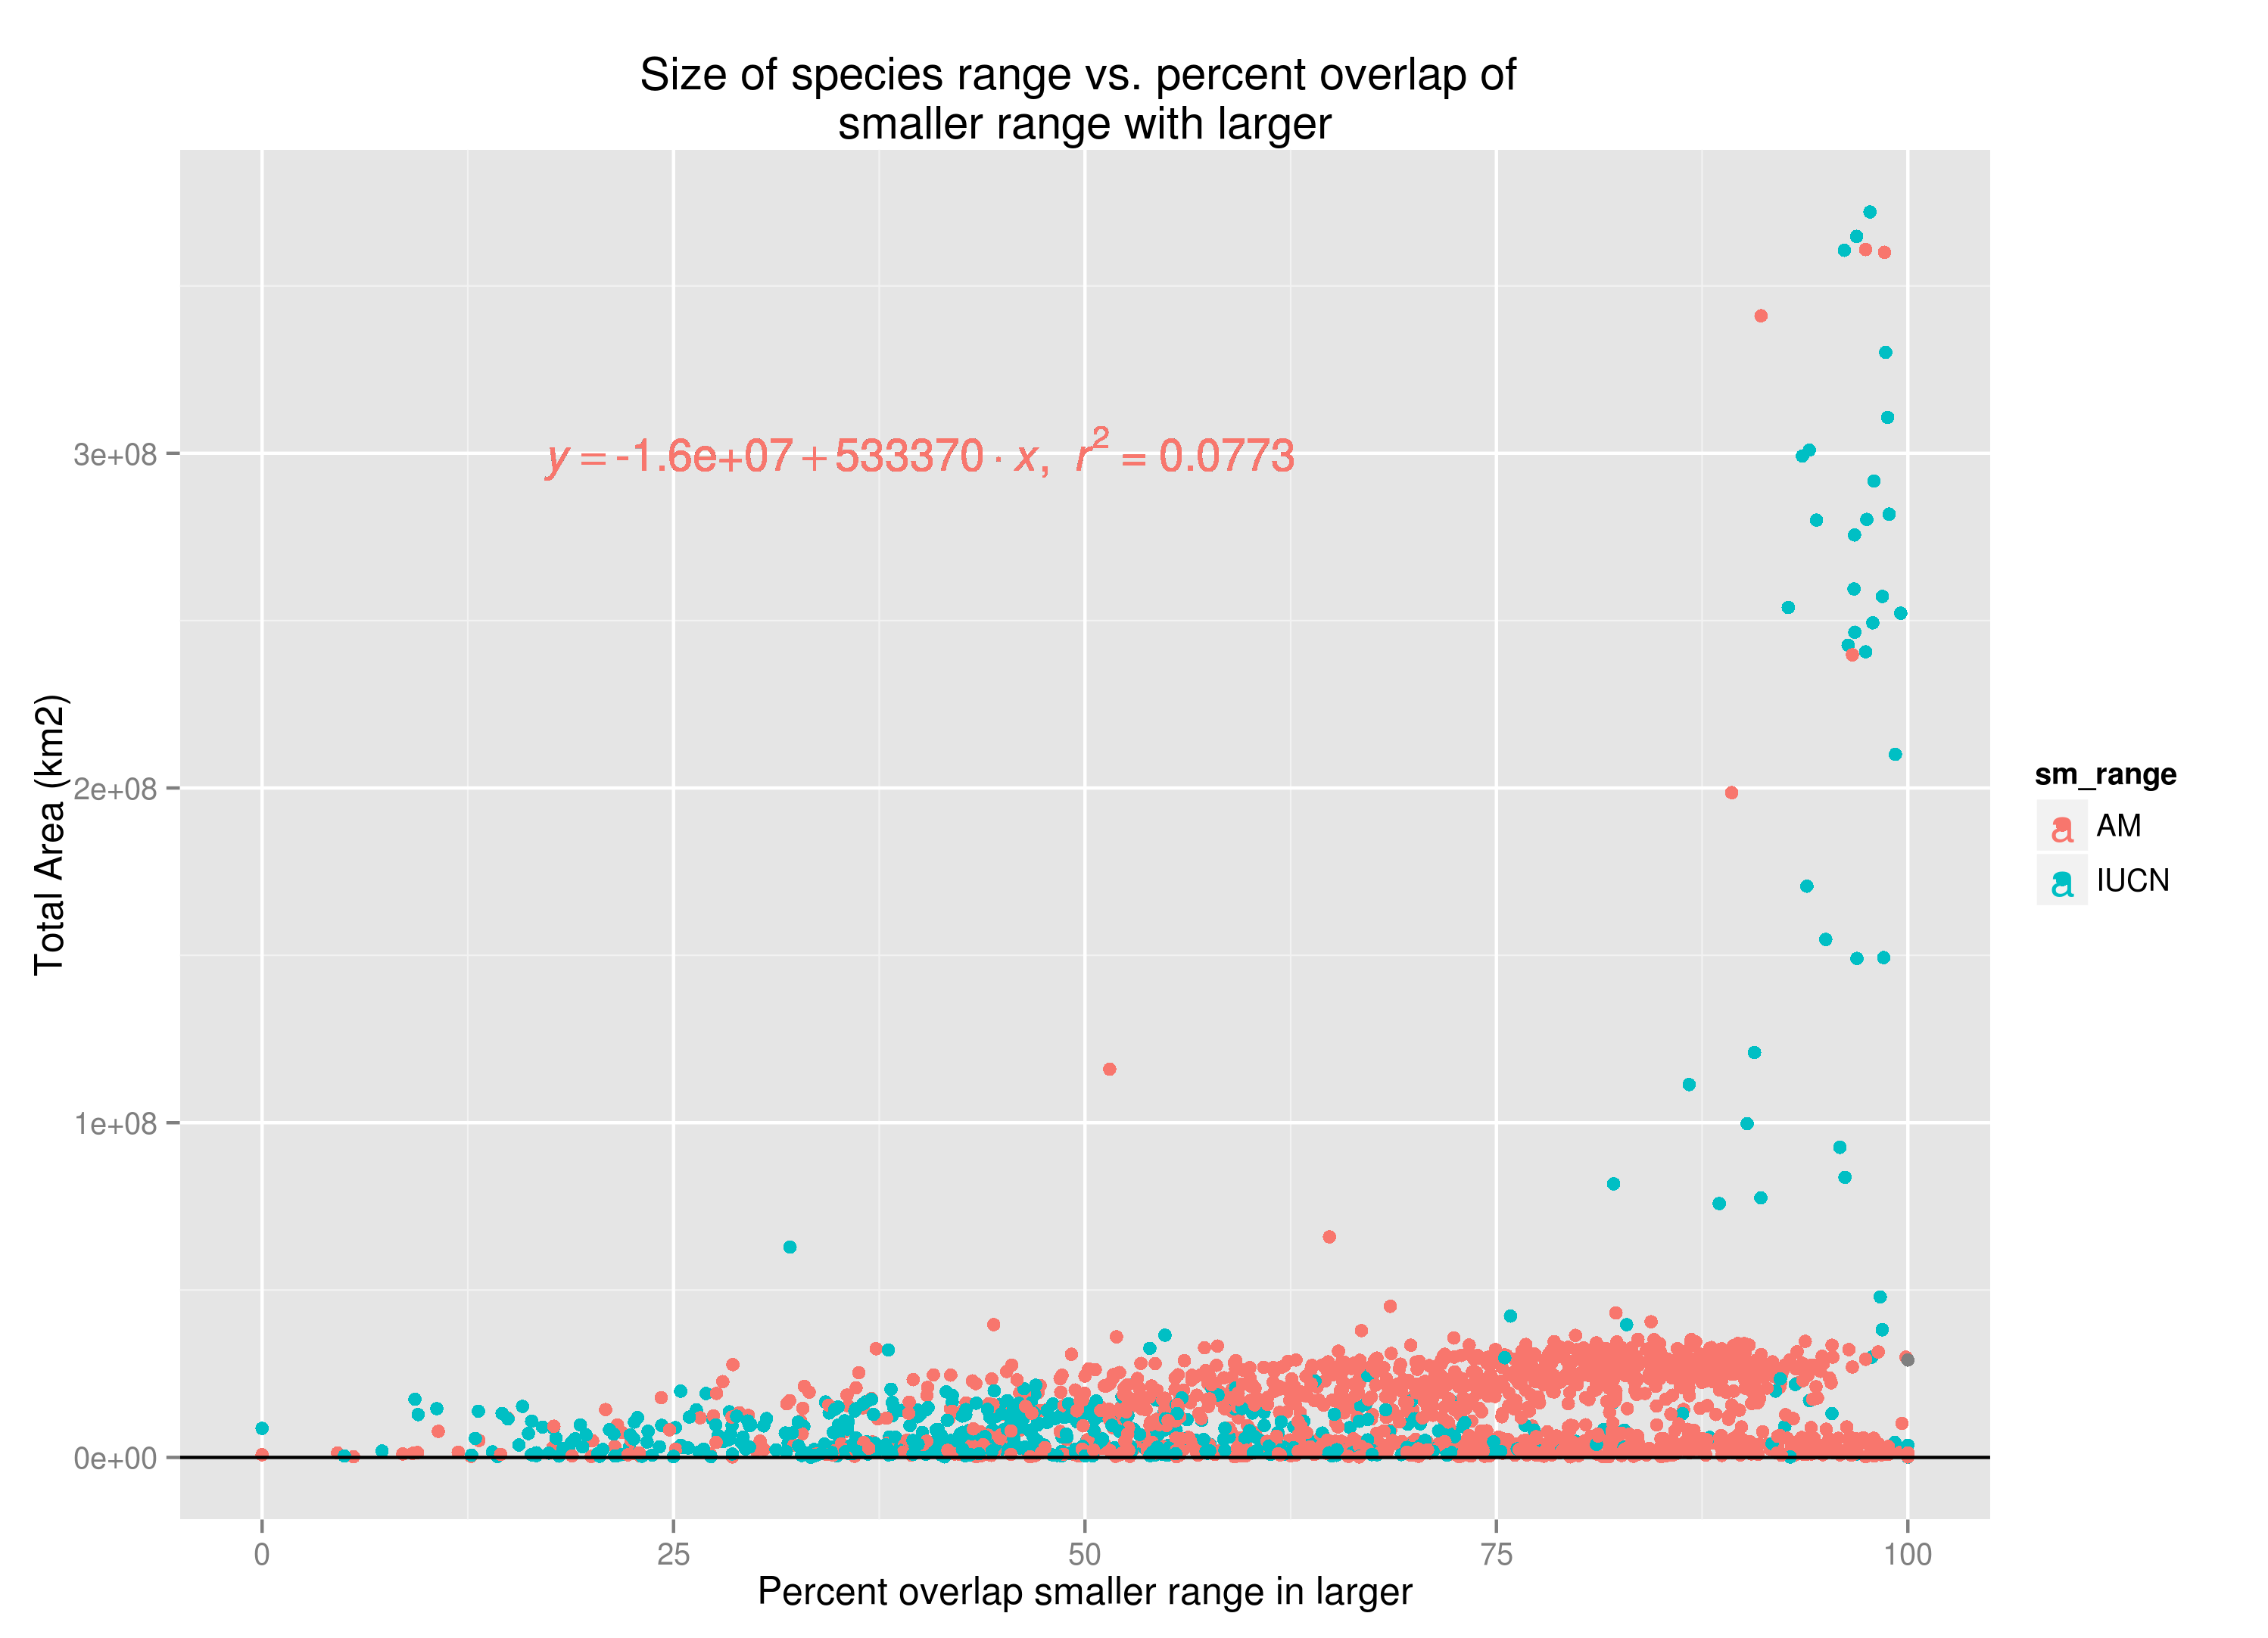 Size of species range vs. percent overlap of
smaller range with larger
y = -1.6e+07 + 533370 · x, r² = 0.0773
3e+08
2e+08
1e+08
0e+00
Total Area (km2)
0 25 50 75 100
Percent overlap smaller range in larger
sm_range
a AM
a IUCN